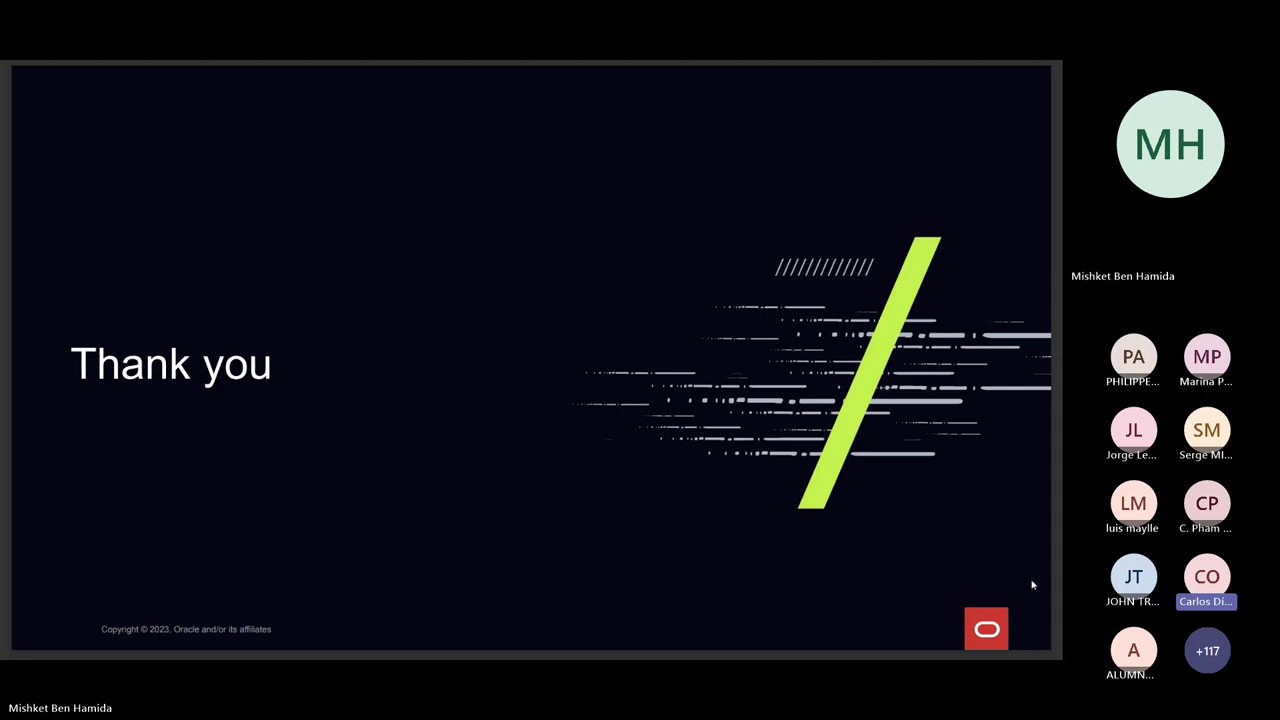 Thank you
Copyright © 2023, Oracle and/or its affiliates
MH
Mishket Ben Hamida
PA
PHILIPPE...
MP
Marina P...
JL
Jorge Le...
SM
Serge MI...
LM
luis maylle
CP
C. Pham ...
JT
JOHN TR...
CO
Carlos Dí...
A
ALUMN...
+117
Mishket Ben Hamida